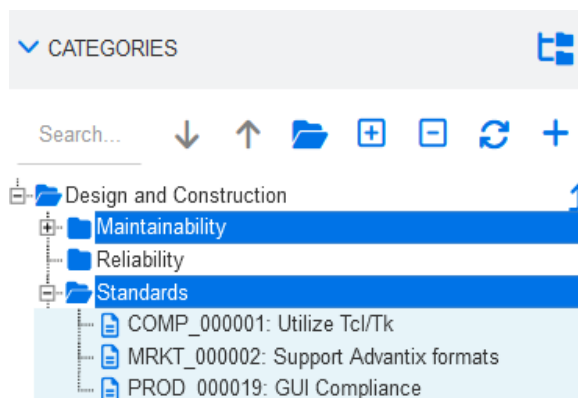 CATEGORIES
Search...
Design and Construction
Maintainability
Reliability
Standards
COMP_000001: Utilize Tcl/Tk
MRKT_000002: Support Advantix formats
PROD_000019: GUI Compliance